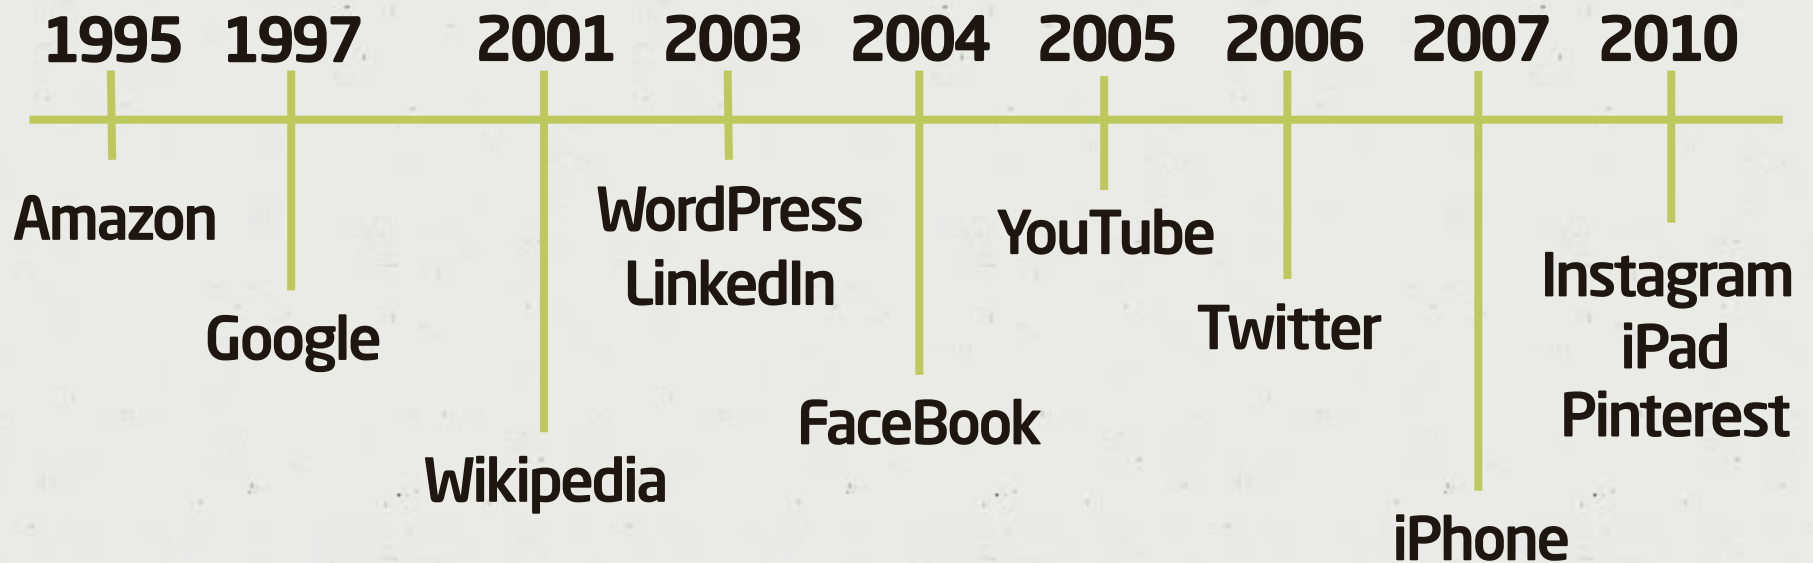 1995 1997 2001 2003 2004 2005 2006 2007 2010
Amazon
Google
Wikipedia
WordPress
LinkedIn
FaceBook
YouTube
Twitter
iPhone
Instagram
iPad
Pinterest